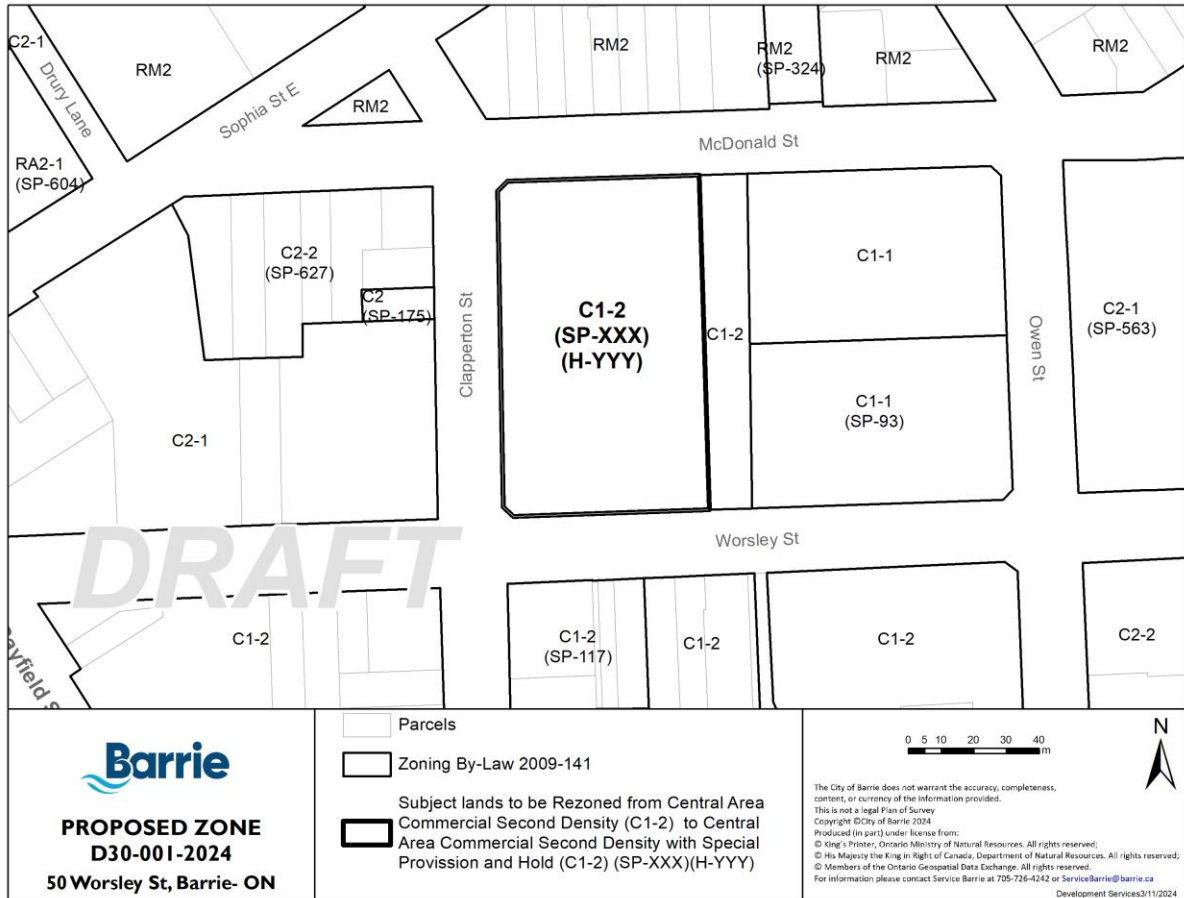 C2-1
RM2
RM2
RM2
(SP-324)
RM2
RM2
Drury Lane
Sophia St E
RM2
McDonald St
RA2-1
(SP-604)
C2-2
(SP-627)
C2
(SP-175)
Clapperton St
C1-2
(SP-XXX)
(H-YYY)
C1-2
C1-1
Owen St
C2-1
(SP-563)
C1-1
(SP-93)
C2-1
DRAFT
Worsley St
C1-2
C1-2
(SP-117)
C1-2
C1-2
C2-2
Barrie
PROPOSED ZONE
D30-001-2024
50 Worsley St, Barrie- ON
Parcels
Zoning By-Law 2009-141
Subject lands to be Rezoned from Central Area
Commercial Second Density (C1-2) to Central
Area Commercial Second Density with Special
Provission and Hold (C1-2) (SP-XXX)(H-YYY)
0 5 10 20 30 40
m
N
The City of Barrie does not warrant the accuracy, completeness,
content, or currency of the information provided.
This is not a legal Plan of Survey
Copyright ©City of Barrie 2024
Produced (in part) under license from:
© King's Printer, Ontario Ministry of Natural Resources. All rights reserved;
© His Majesty the King in Right of Canada, Department of Natural Resources. All rights reserved;
© Members of the Ontario Geospatial Data Exchange. All rights reserved.
For information please contact Service Barrie at 705-726-4242 or ServiceBarrie@barrie.ca
Development Services3/11/2024